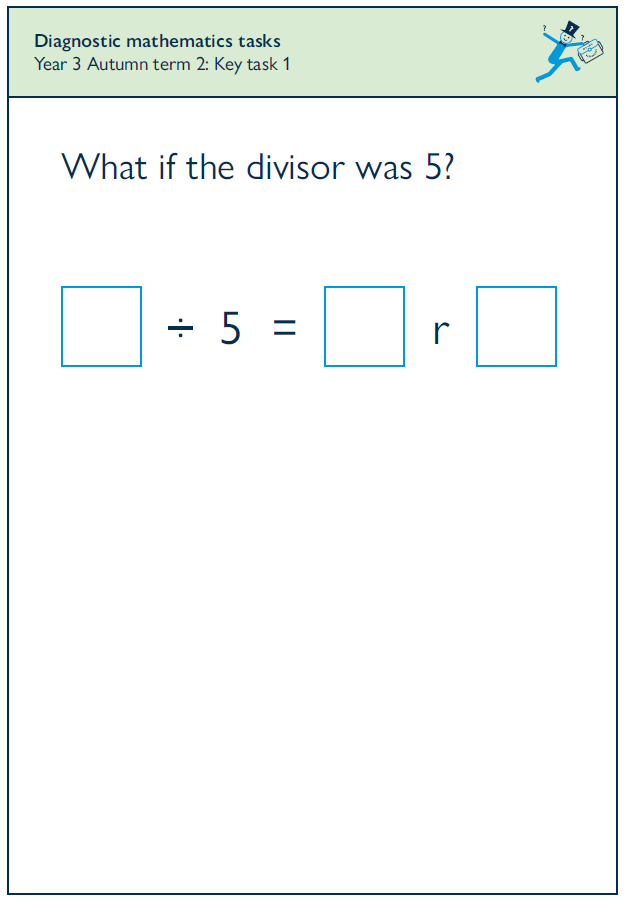 Diagnostic mathematics tasks
Year 3 Autumn term 2: Key task 1
? ? ?
What if the divisor was 5?
÷ 5 = r